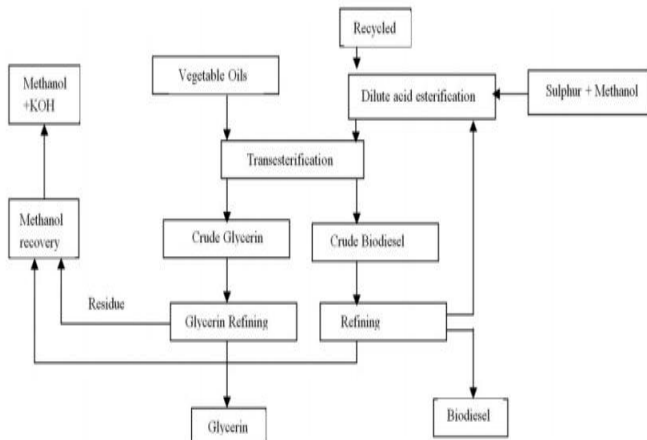 Recycled
Methanol
+KOH
Vegetable Oils
Dilute acid esterification
Sulphur + Methanol
Transesterification
Methanol
recovery
Crude Glycerin
Crude Biodiesel
Residue
Glycerin Refining
Refining
Glycerin
Biodiesel